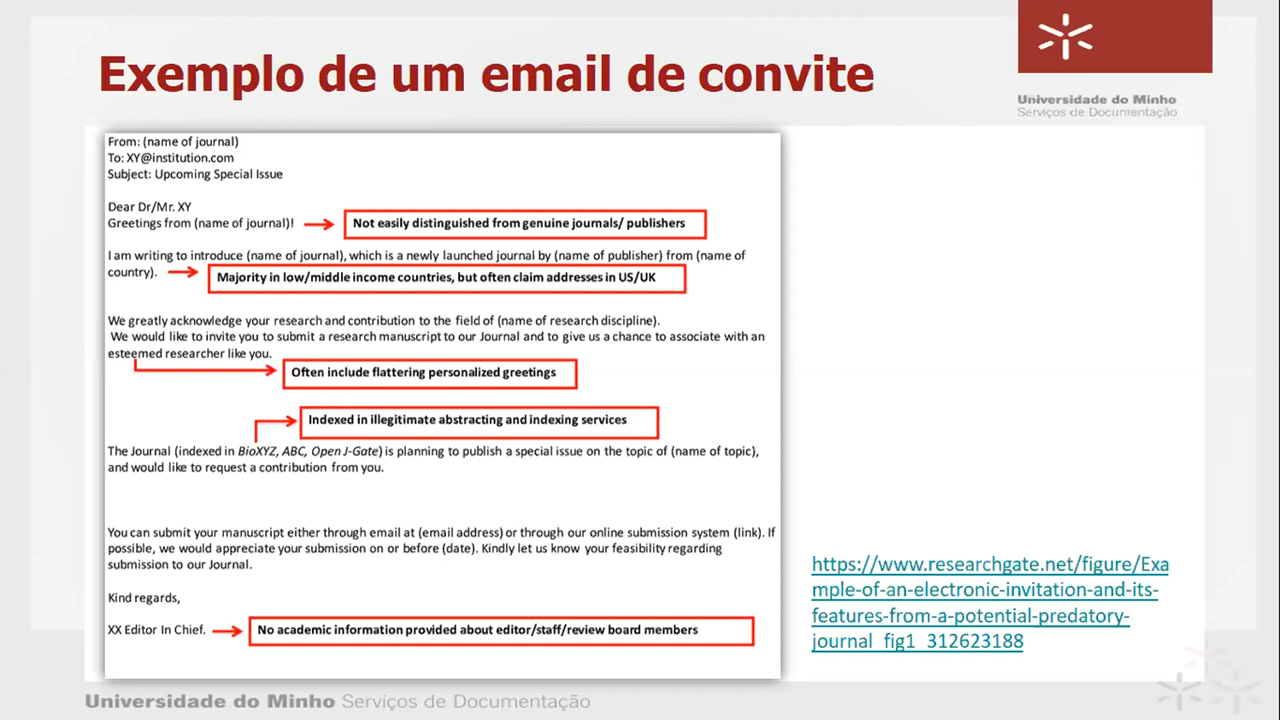 Exemplo de um email de convite
Universidade do Minho
Serviços de Documentação
From: (name of journal)
To: XY@institution.com
Subject: Upcoming Special Issue
Dear Dr/Mr. XY
Greetings from (name of journal)!
Not easily distinguished from genuine journals/ publishers
I am writing to introduce (name of journal), which is a newly launched journal by (name of publisher) from (name of
country).
Majority in low/middle income countries, but often claim addresses in US/UK
We greatly acknowledge your research and contribution to the field of (name of research discipline).
We would like to invite you to submit a research manuscript to our Journal and to give us a chance to associate with an
esteemed researcher like you.
Often include flattering personalized greetings
Indexed in illegitimate abstracting and indexing services
The Journal (indexed in BioXYZ, ABC, Open J-Gate) is planning to publish a special issue on the topic of (name of topic),
and would like to request a contribution from you.
You can submit your manuscript either through email at (email address) or through our online submission system (link). If
possible, we would appreciate your submission on or before (date). Kindly let us know your feasibility regarding
submission to our Journal.
Kind regards,
XX Editor In Chief.
No academic information provided about editor/staff/review board members
https://www.researchgate.net/figure/Exa
mple-of-an-electronic-invitation-and-its-
features-from-a-potential-predatory-
journal_fig1_312623188
Universidade do Minho Serviços de Documentação